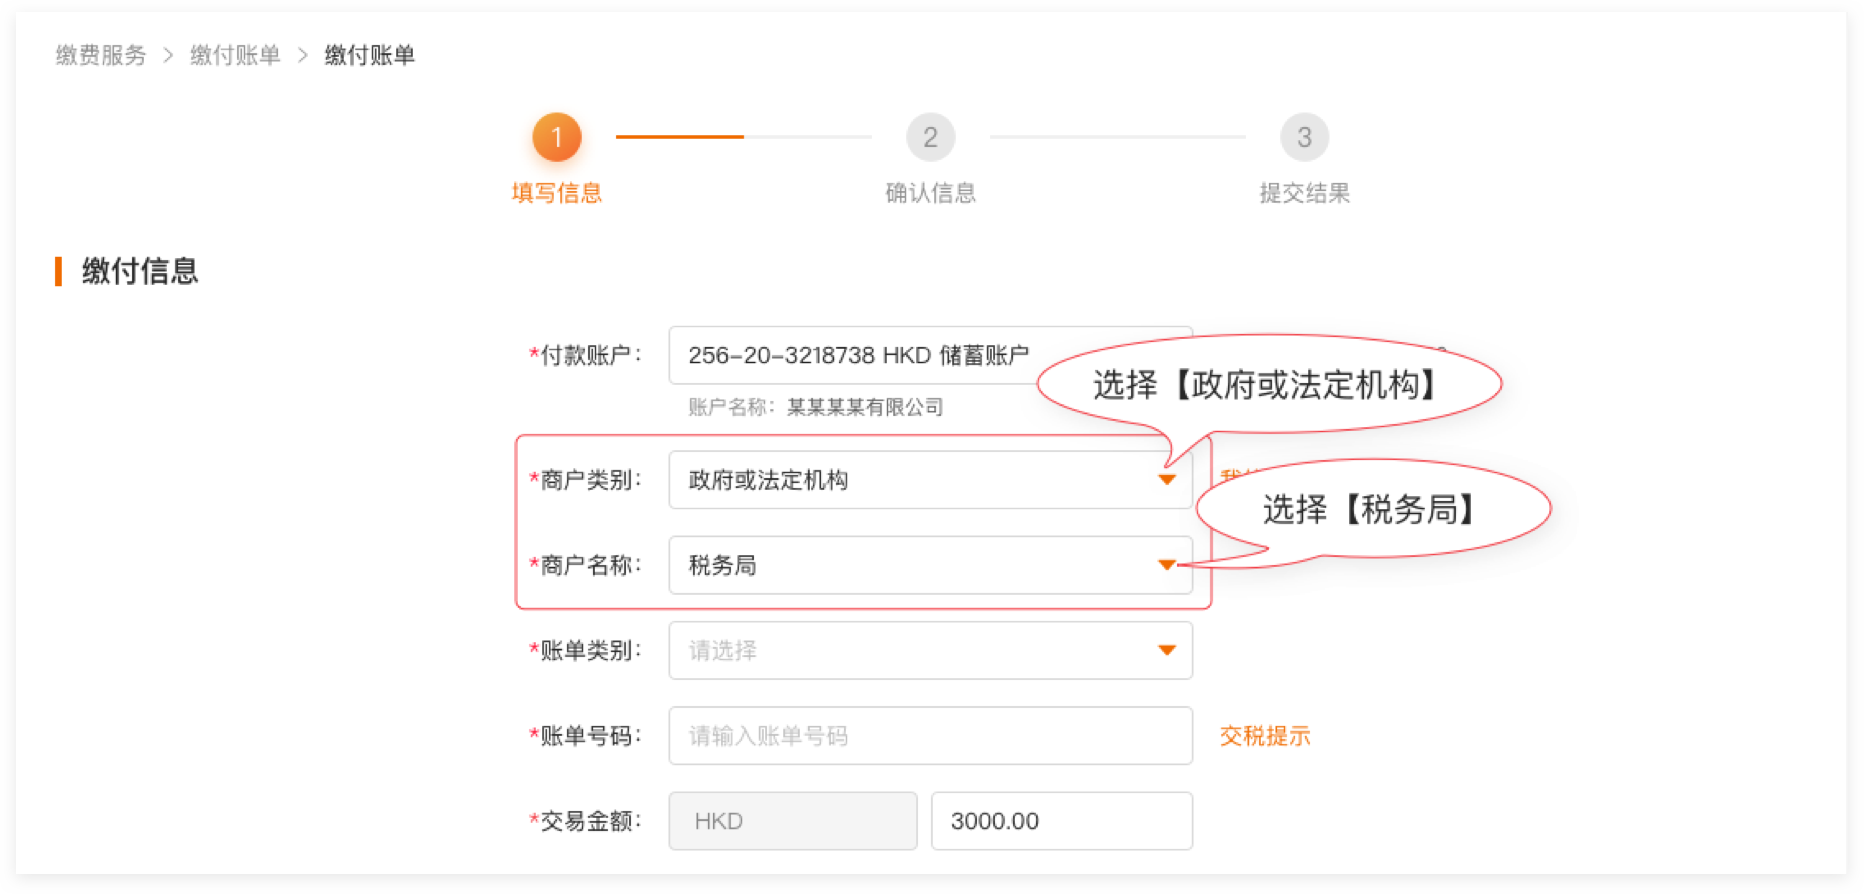 缴费服务 > 缴付账单 > 缴付账单
1
2
3
填写信息
确认信息
提交结果
缴付信息
*付款账户: 256-20-3218738 HKD 储蓄账户
账户名称: 某某某某有限公司
选择【政府或法定机构】
*商户类别: 政府或法定机构
选择【税务局】
*商户名称: 税务局
*账单类别: 请选择
*账单号码: 请输入账单号码 交税提示
*交易金额: HKD 3000.00